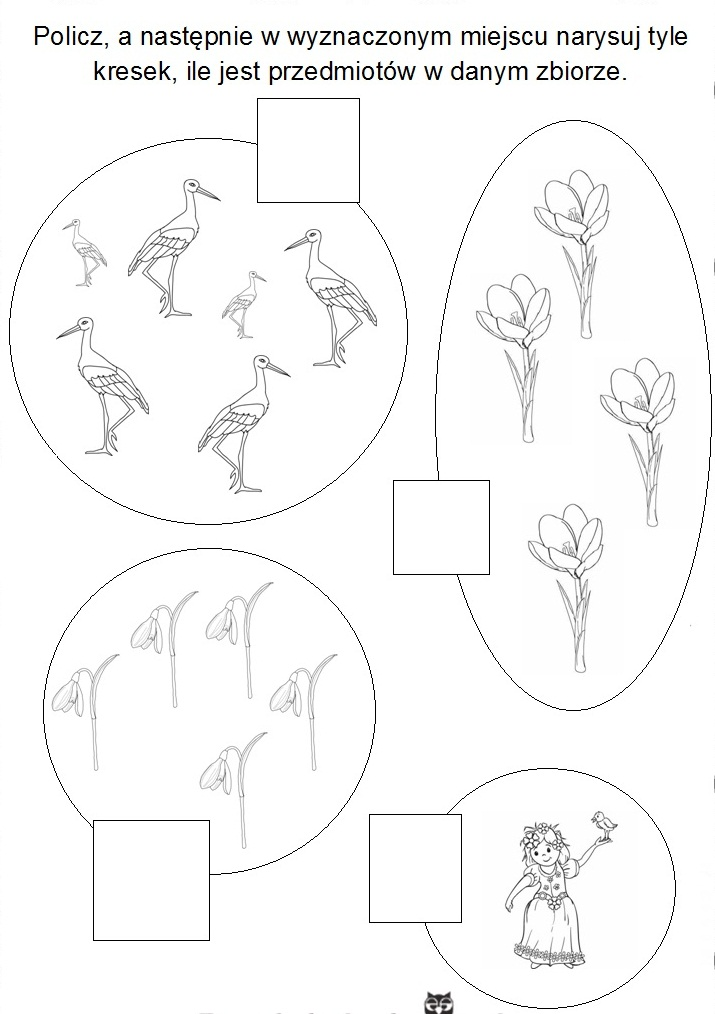 Policz, a następnie w wyznaczonym miejscu narysuj tyle
kresek, ile jest przedmiotów w danym zbiorze.